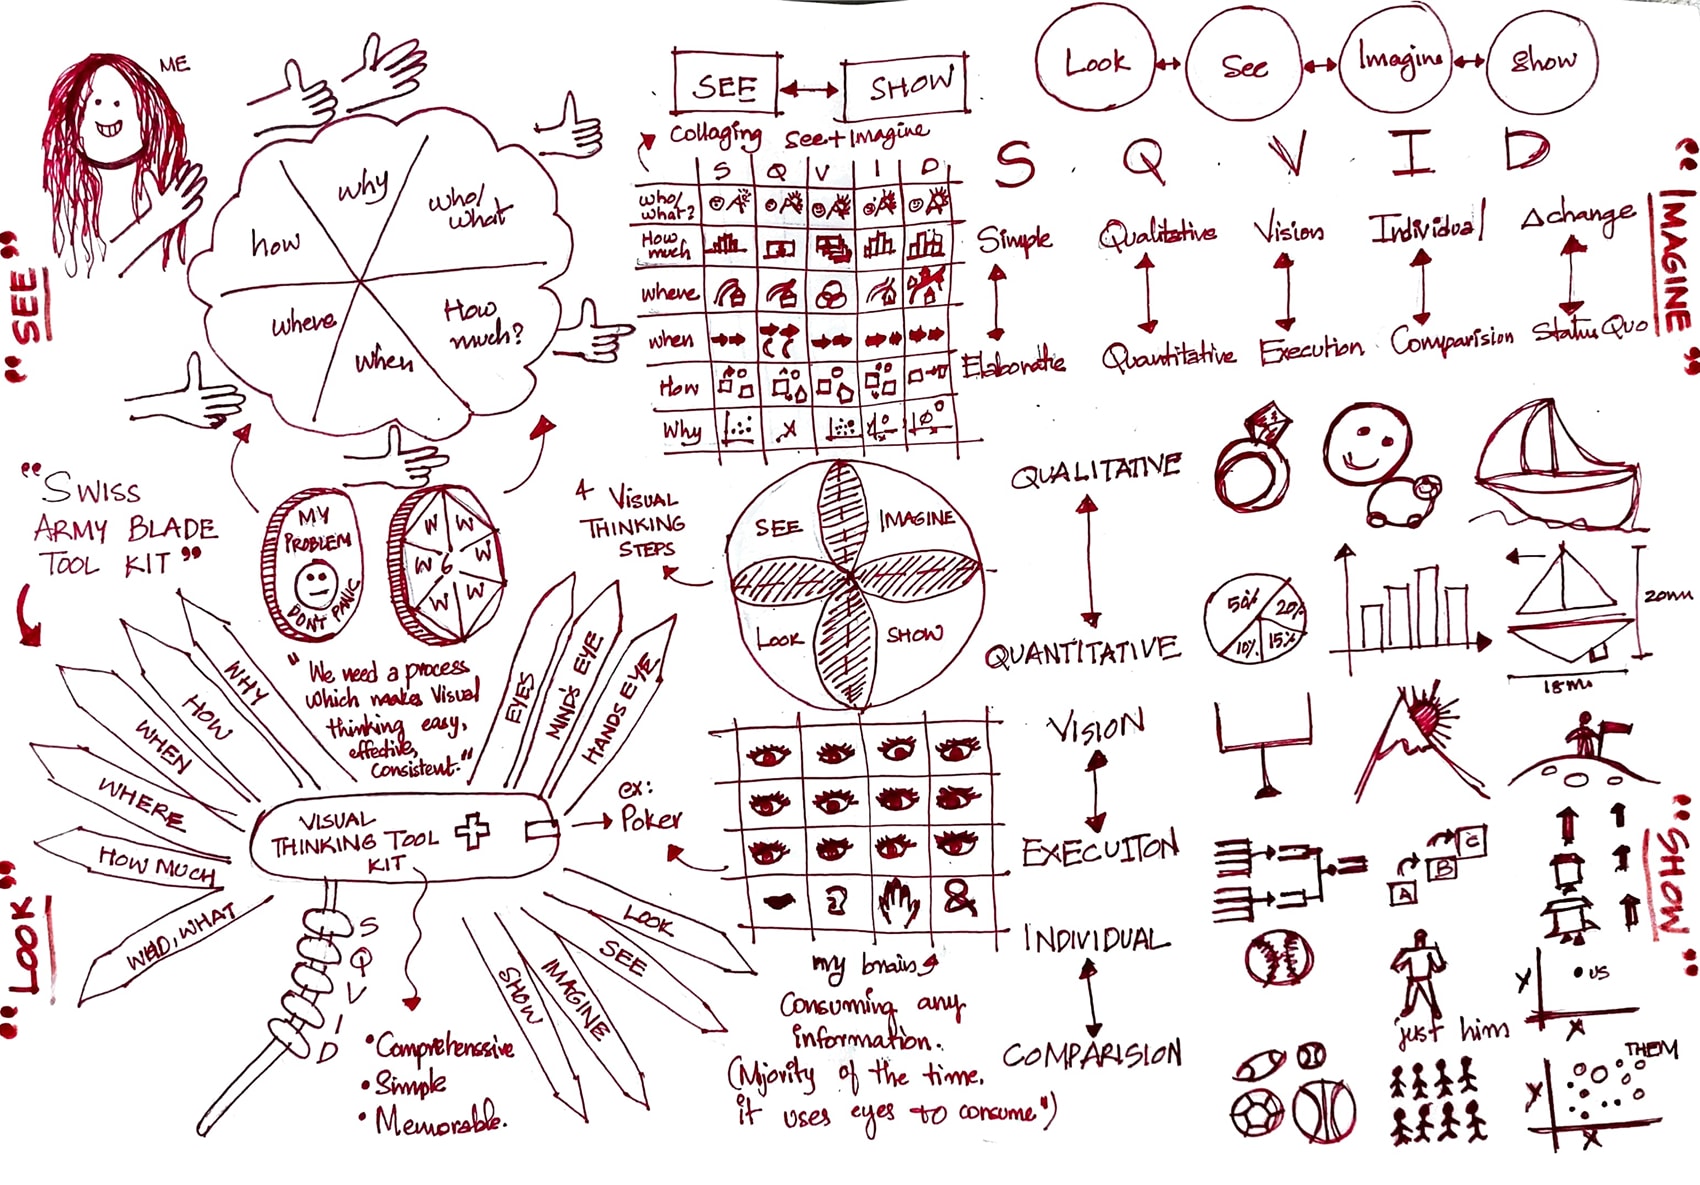 ME
"SEE"
why
who/
what
how
where
when
How
much?
SEE
SHOW
Collaging
See + Imagine
S Q V I D
who/
what?
How
much
where
when
How
Why
Look
See
Imagine
Show
S Q V I D
Simple
Qualitative
Vision
Individual
Δ change
Elaborate
Quantitative
Execution
Comparision
Status Quo
"IMAGINE"
"SWISS
ARMY BLADE
TOOL KIT"
MY
PROBLEM
DON'T PANIC
W W
W 6 W
W W
4 VISUAL
THINKING
STEPS
SEE
IMAGINE
LOOK
SHOW
"We need a process
which makes visual
thinking easy,
effective,
consistent."
WHY
HOW
WHEN
WHERE
HOW MUCH
WHO, WHAT
EYES
MINDS EYE
HANDS EYE
VISUAL
THINKING TOOL
KIT
ex:
Poker
LOOK
SEE
IMAGINE
SHOW
S
Q
V
I
D
• Comprehenssive
• Simple
• Memorable.
"LOOK"
my brain
Consuming any
information.
(Mjority of the time,
it uses eyes to consume")
QUALITATIVE
QUANTITATIVE
50%
20%
10%
15%
20mm
18m
VISION
EXECUITON
A
B
C
INDIVIDUAL
just him
Y
US
X
COMPARISION
THEM
Y
X
"SHOW"